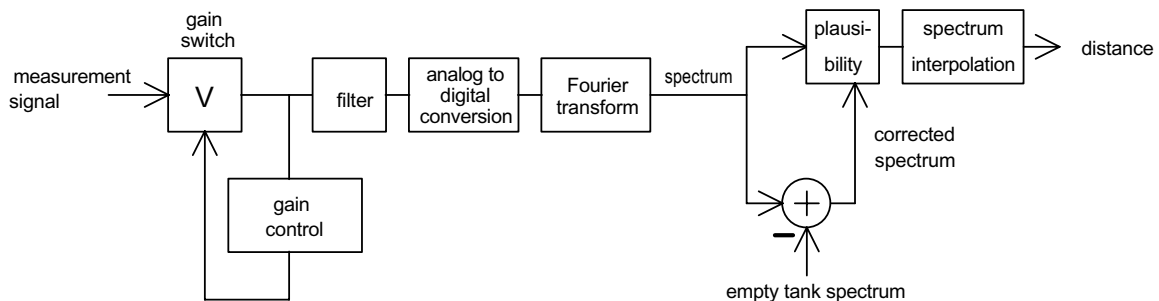 gain
switch
measurement
signal
V
gain
control
filter
analog to
digital
conversion
Fourier
transform
spectrum
plausi-
bility
spectrum
interpolation
distance
corrected
spectrum
+
−
empty tank spectrum